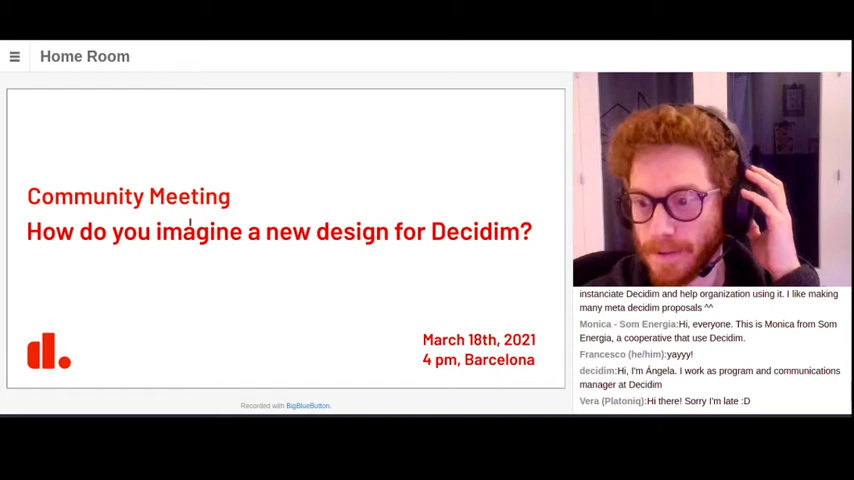 Home Room
Community Meeting
How do you imagine a new design for Decidim?
d.
March 18th, 2021
4 pm, Barcelona
Recorded with BigBlueButton.
instanciate Decidim and help organization using it. I like making
many meta decidim proposals ^^
Monica - Som Energia:Hi, everyone. This is Monica from Som
Energia, a cooperative that use Decidim.
Francesco (he/him):yayyy!
decidim:Hi, I'm Ángela. I work as program and communications
manager at Decidim
Vera (Platoniq):Hi there! Sorry I'm late :D